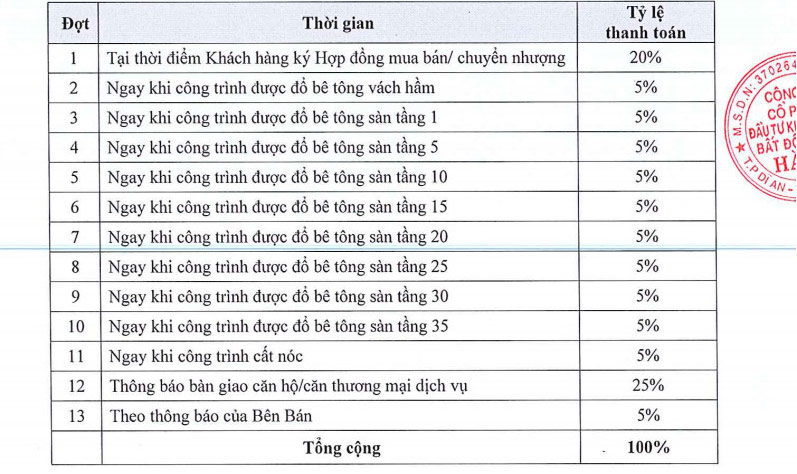 Đợt Thời gian Tỷ lệ
thanh toán
1 Tại thời điểm Khách hàng ký Hợp đồng mua bán/ chuyển nhượng 20%
2 Ngay khi công trình được đổ bê tông vách hầm 5%
3 Ngay khi công trình được đổ bê tông sàn tầng 1 5%
4 Ngay khi công trình được đổ bê tông sàn tầng 5 5%
5 Ngay khi công trình được đổ bê tông sàn tầng 10 5%
6 Ngay khi công trình được đổ bê tông sàn tầng 15 5%
7 Ngay khi công trình được đổ bê tông sàn tầng 20 5%
8 Ngay khi công trình được đổ bê tông sàn tầng 25 5%
9 Ngay khi công trình được đổ bê tông sàn tầng 30 5%
10 Ngay khi công trình được đổ bê tông sàn tầng 35 5%
11 Ngay khi công trình cất nóc 5%
12 Thông báo bàn giao căn hộ/căn thương mại dịch vụ 25%
13 Theo thông báo của Bên Bán 5%
Tổng cộng 100%
M.S.D.N: 370264
CÔNG
CỔ P
ĐẦU TƯ K
BẤT ĐỘ
HÀ
T.P DĨ AN -